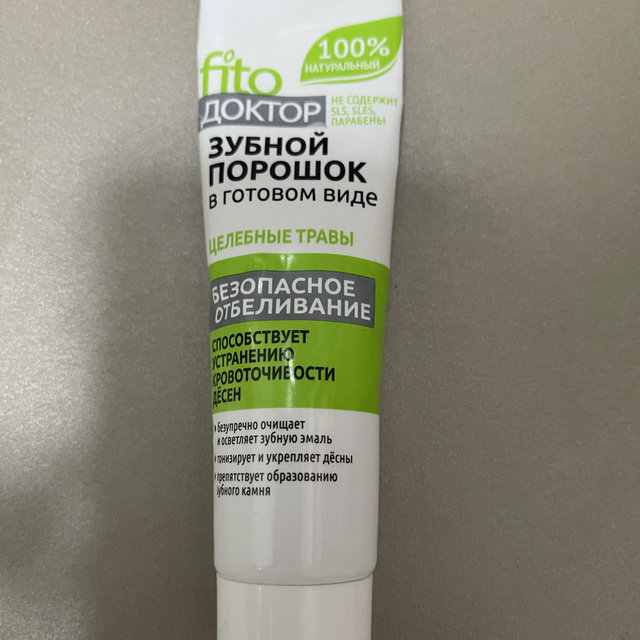 100%
НАТУРАЛЬНЫЙ
fito
ДОКТОР
НЕ СОДЕРЖИТ
SLS, SLES,
ПАРАБЕНЫ
ЗУБНОЙ
ПОРОШОК
В ГОТОВОМ ВИДЕ
ЦЕЛЕБНЫЕ ТРАВЫ
БЕЗОПАСНОЕ
ОТБЕЛИВАНИЕ
СПОСОБСТВУЕТ
УСТРАНЕНИЮ
КРОВОТОЧИВОСТИ
ДЁСЕН
безупречно очищает
и осветляет зубную эмаль
тонизирует и укрепляет дёсны
препятствует образованию
зубного камня